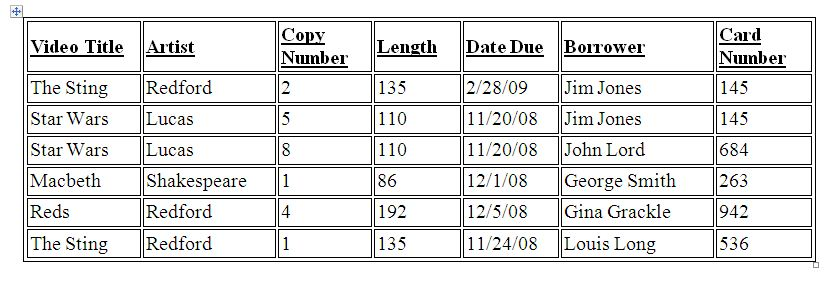 Video Title Artist Copy Number Length Date Due Borrower Card Number
The Sting Redford 2 135 2/28/09 Jim Jones 145
Star Wars Lucas 5 110 11/20/08 Jim Jones 145
Star Wars Lucas 8 110 11/20/08 John Lord 684
Macbeth Shakespeare 1 86 12/1/08 George Smith 263
Reds Redford 4 192 12/5/08 Gina Grackle 942
The Sting Redford 1 135 11/24/08 Louis Long 536